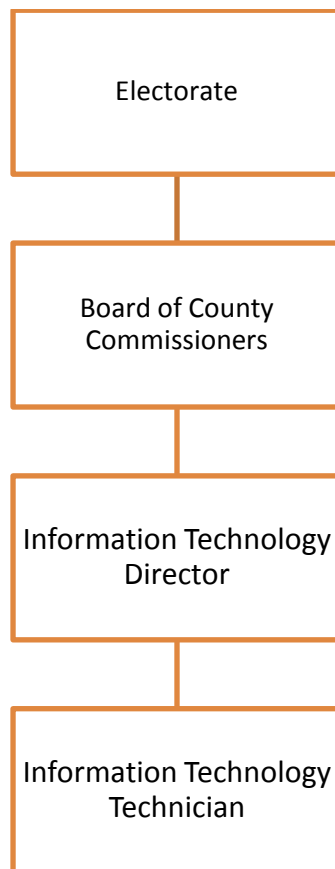 Electorate
Board of County
Commissioners
Information Technology
Director
Information Technology
Technician